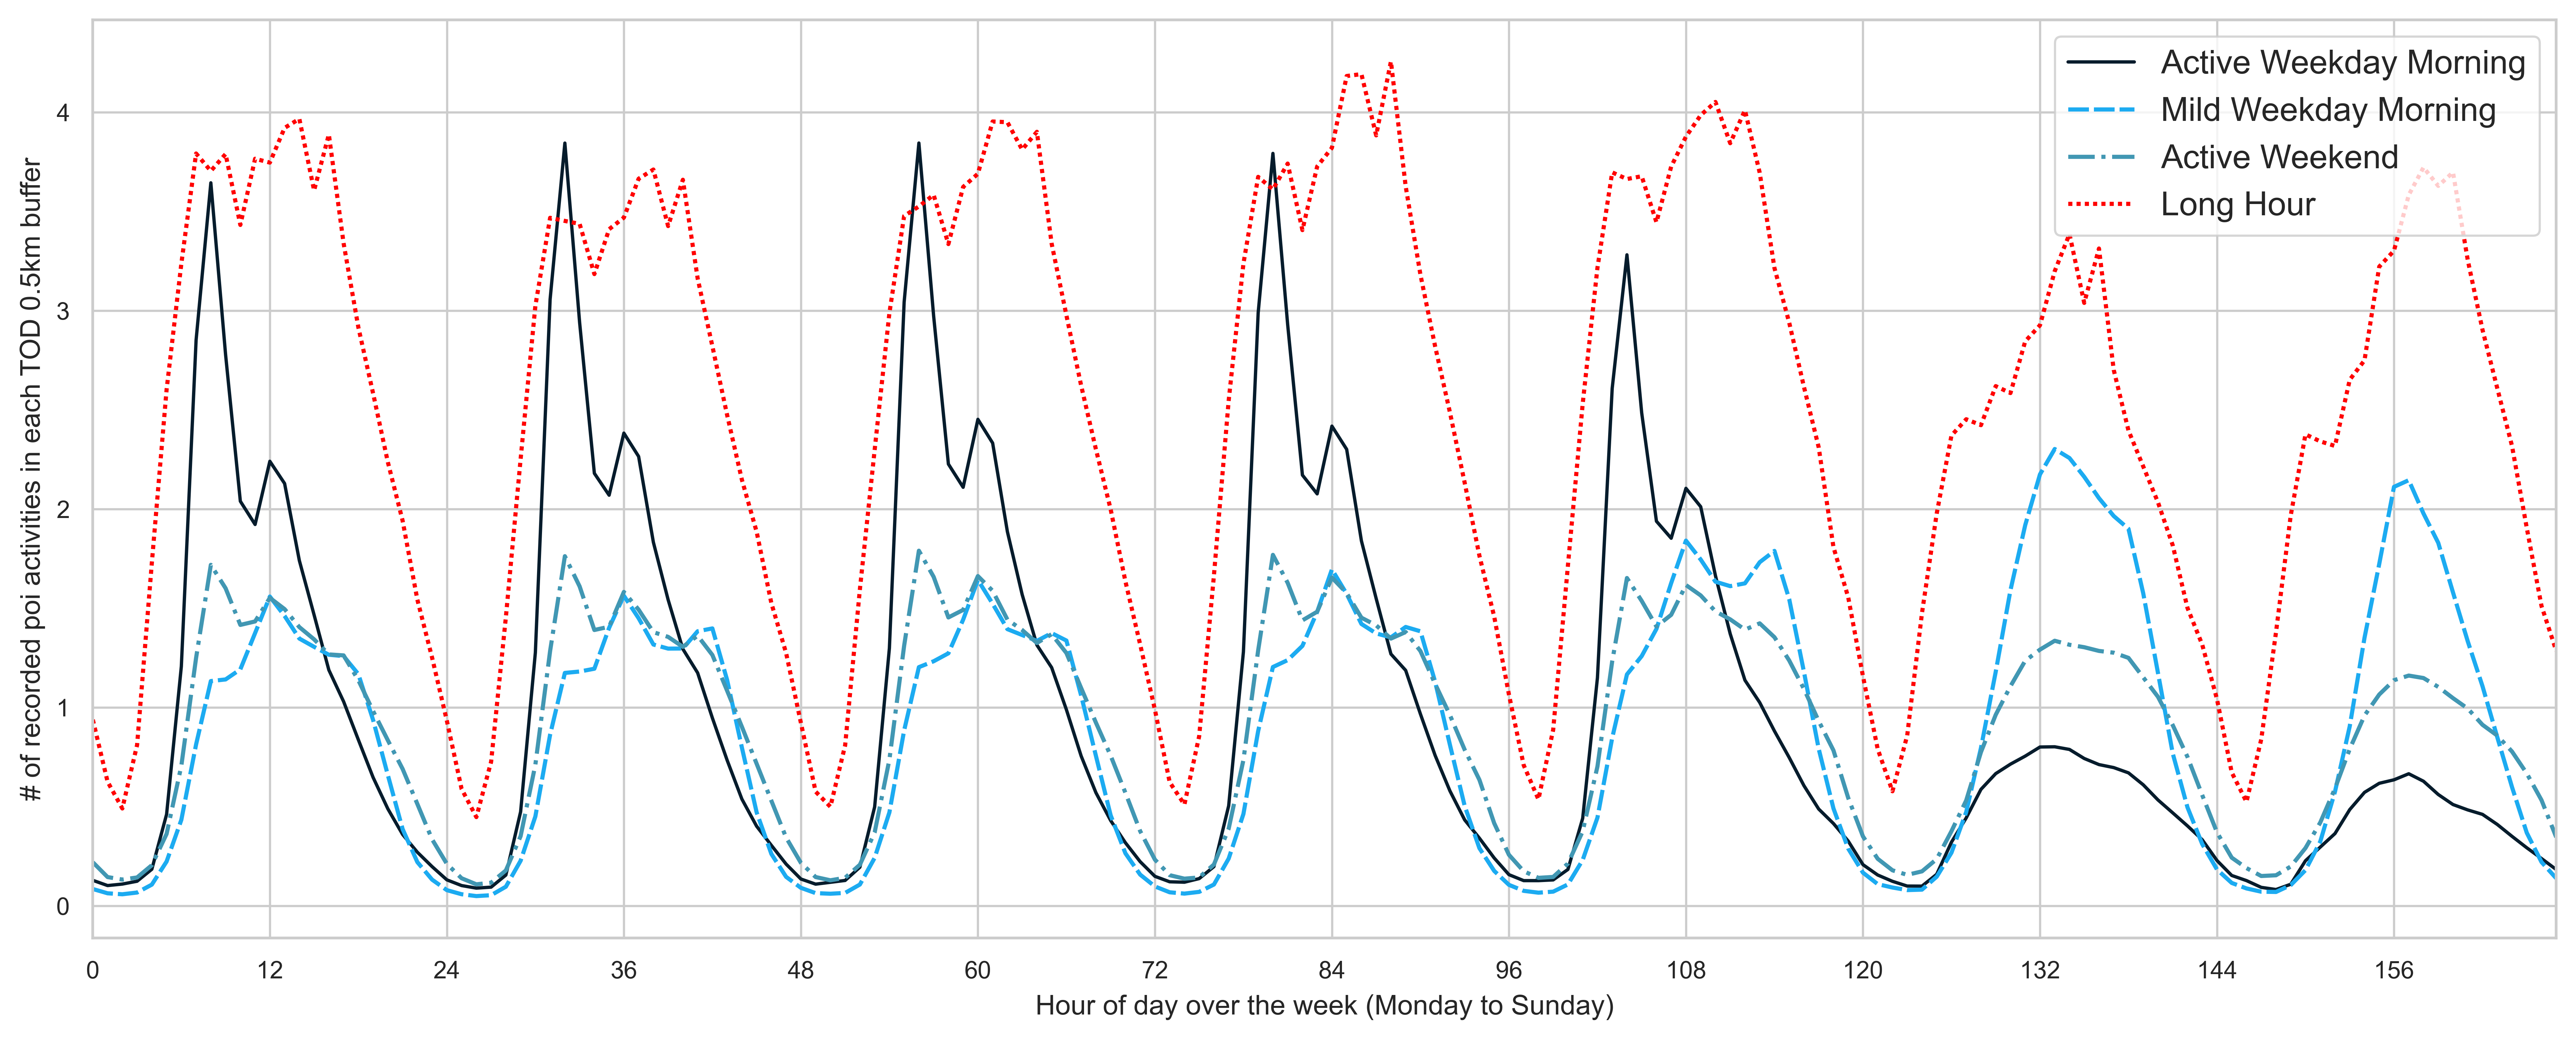 # of recorded poi activities in each TOD 0.5km buffer
4
3
2
1
0
Active Weekday Morning
Mild Weekday Morning
Active Weekend
Long Hour
0 12 24 36 48 60 72 84 96 108 120 132 144 156
Hour of day over the week (Monday to Sunday)